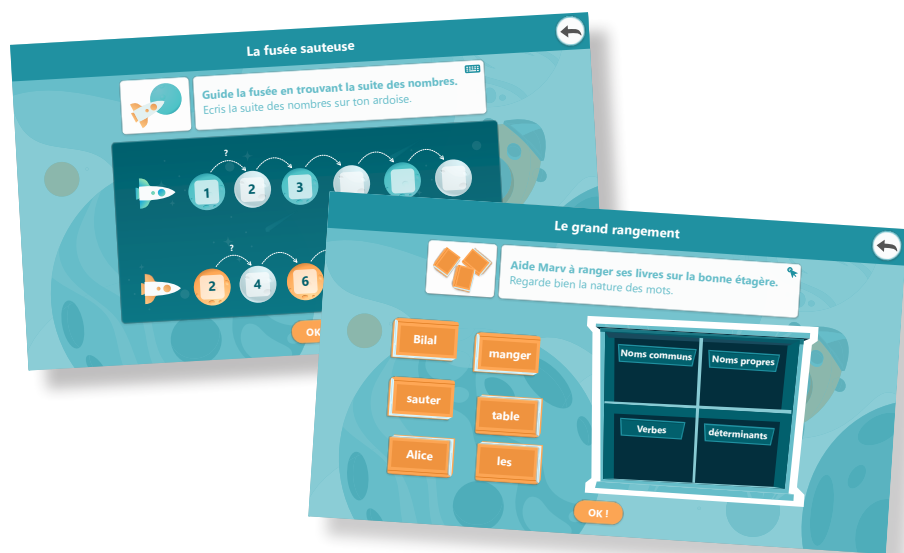 La fusée sauteuse
Guide la fusée en trouvant la suite des nombres.
Ecris la suite des nombres sur ton ardoise.
?
1 2 3
?
2 4 6
OK
Le grand rangement
Aide Marv à ranger ses livres sur la bonne étagère.
Regarde bien la nature des mots.
Bilal
manger
sauter
table
Alice
les
Noms communs
Noms propres
Verbes
déterminants
OK !